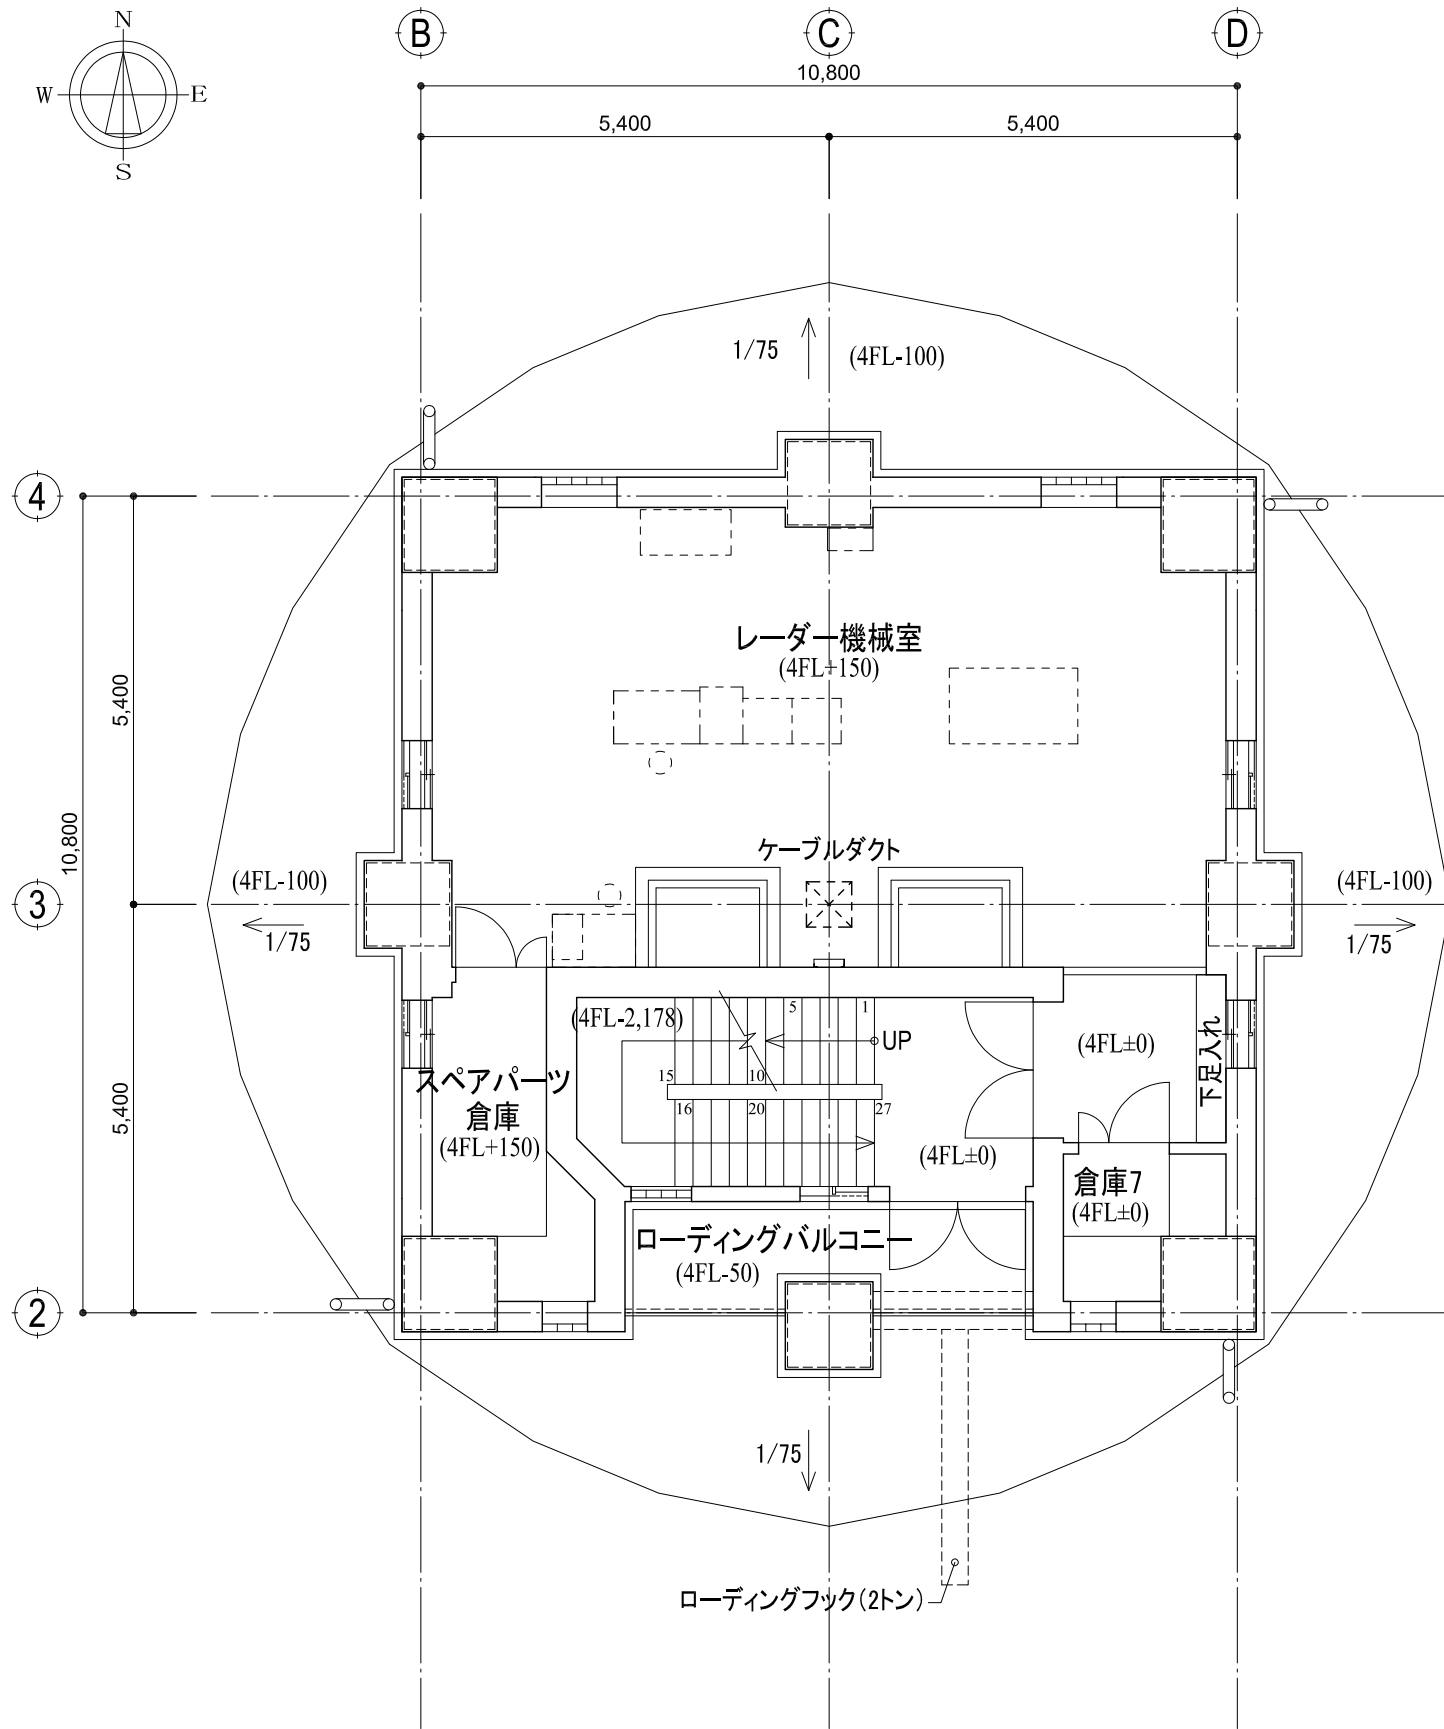 N
W E
S
B C D
10,800
5,400 5,400
1/75 (4FL-100)
4
レーダー機械室
(4FL+150)
5,400
10,800
ケーブルダクト
(4FL-100) (4FL-100)
3
1/75 1/75
(4FL-2,178) 5 1
UP (4FL±0)
下足入れ
スペアパーツ 15 10
倉庫 16 20 27
(4FL+150) (4FL±0)
5,400
倉庫7
(4FL±0)
ローディングバルコニー
(4FL-50)
2
1/75
ローディングフック(2トン)